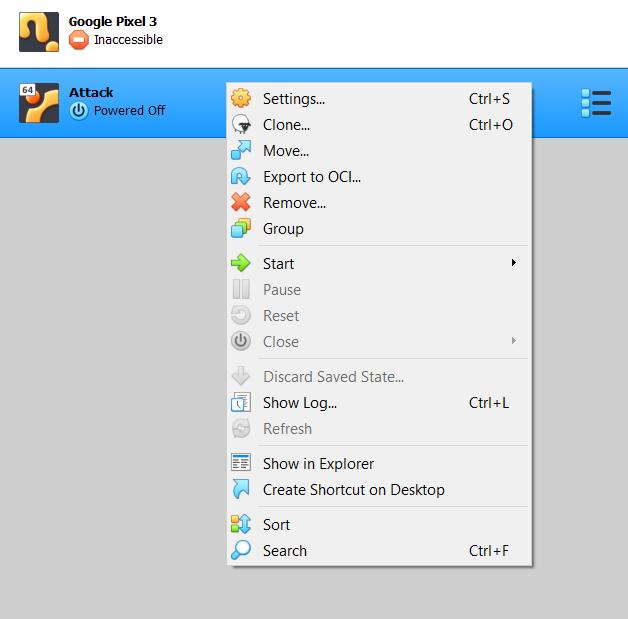 Google Pixel 3
Inaccessible
64
Attack
Powered Off
Settings... Ctrl+S
Clone... Ctrl+O
Move...
Export to OCI...
Remove...
Group
Start
Pause
Reset
Close
Discard Saved State...
Show Log... Ctrl+L
Refresh
Show in Explorer
Create Shortcut on Desktop
Sort
Search Ctrl+F